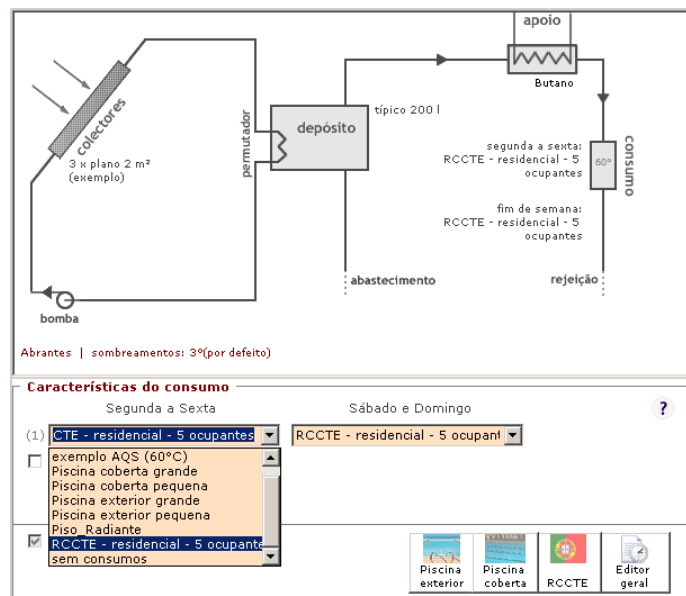 apoio
Butano
colectores
3 x plano 2 m²
(exemplo)
permutador
depósito
típico 200 l
segunda a sexta:
RCCTE - residencial - 5
ocupantes
60°
consumo
fim de semana:
RCCTE - residencial - 5
ocupantes
abastecimento
rejeição
bomba
Abrantes | sombreamentos: 3°(por defeito)
Características do consumo
Segunda a Sexta
Sábado e Domingo
?
(1)
CTE - residencial - 5 ocupantes
RCCTE - residencial - 5 ocupant
exemplo AQS (60°C)
Piscina coberta grande
Piscina coberta pequena
Piscina exterior grande
Piscina exterior pequena
Piso_Radiante
RCCTE - residencial - 5 ocupante
sem consumos
Piscina
exterior
Piscina
coberta
RCCTE
Editor
geral